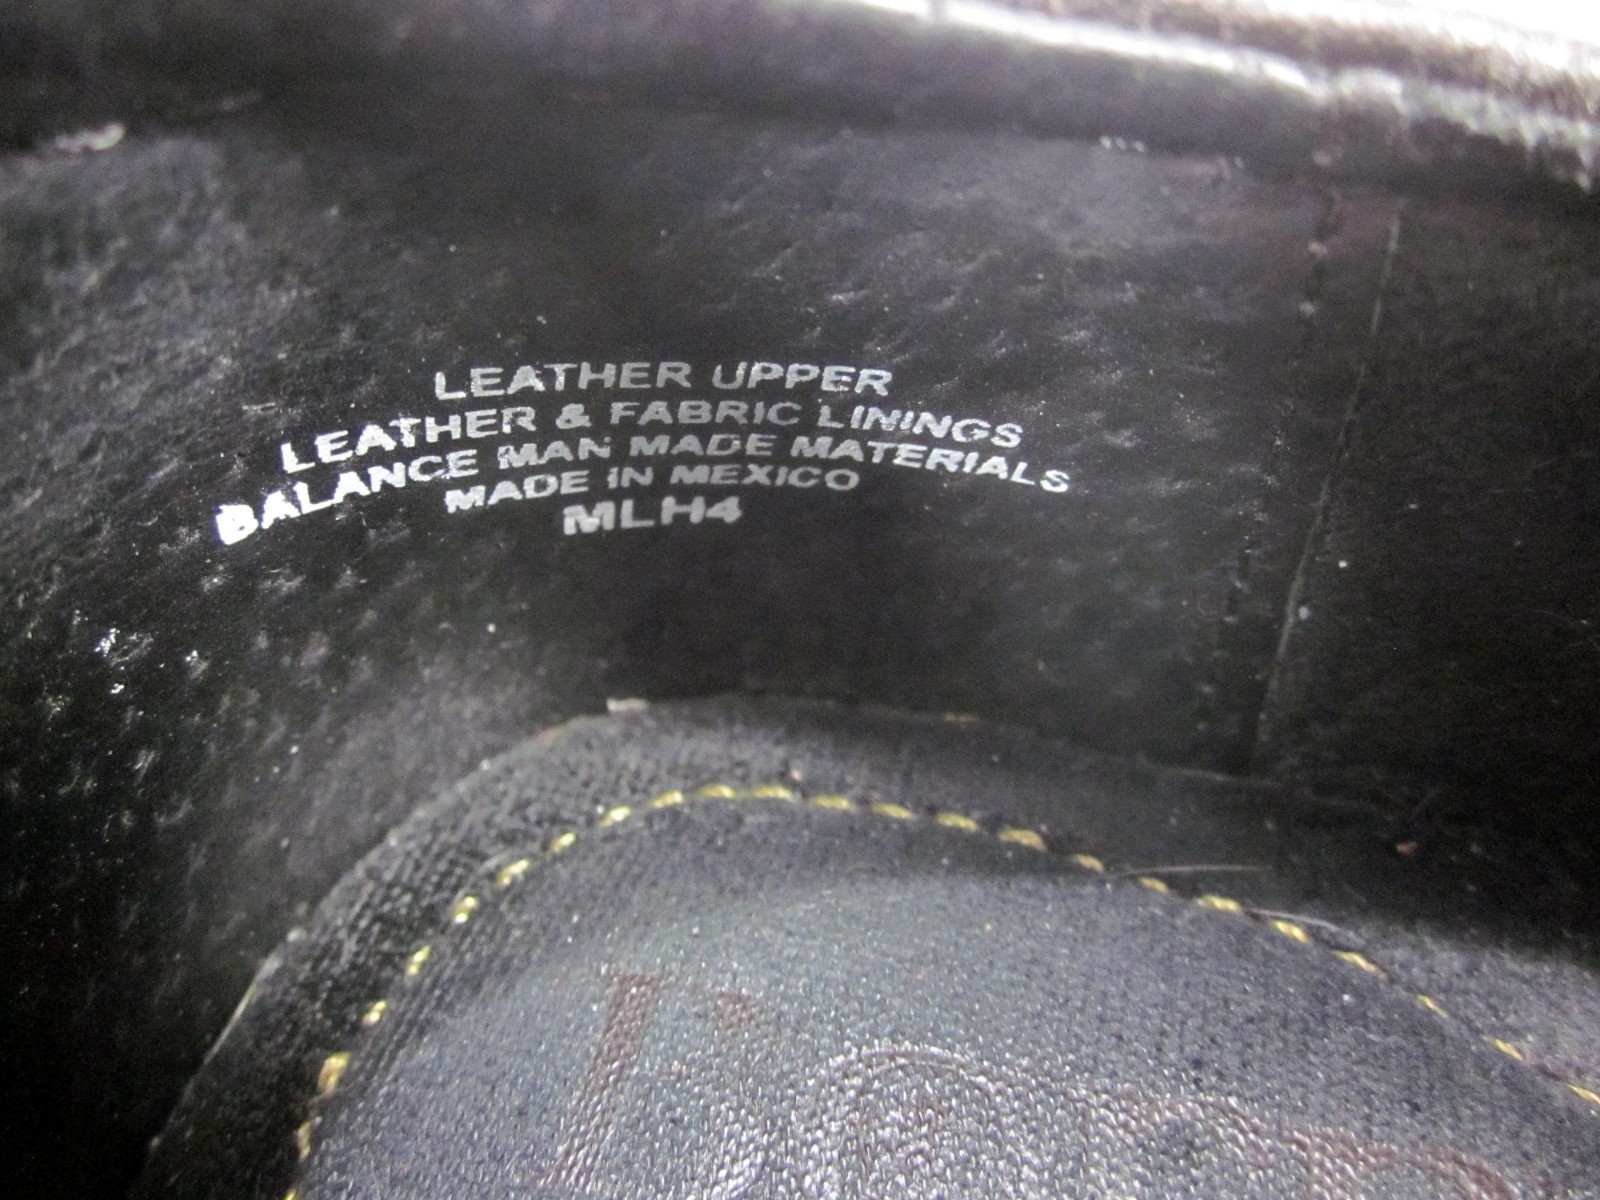 LEATHER UPPER
LEATHER & FABRIC LININGS
BALANCE MAN MADE MATERIALS
MADE IN MEXICO
MLH4